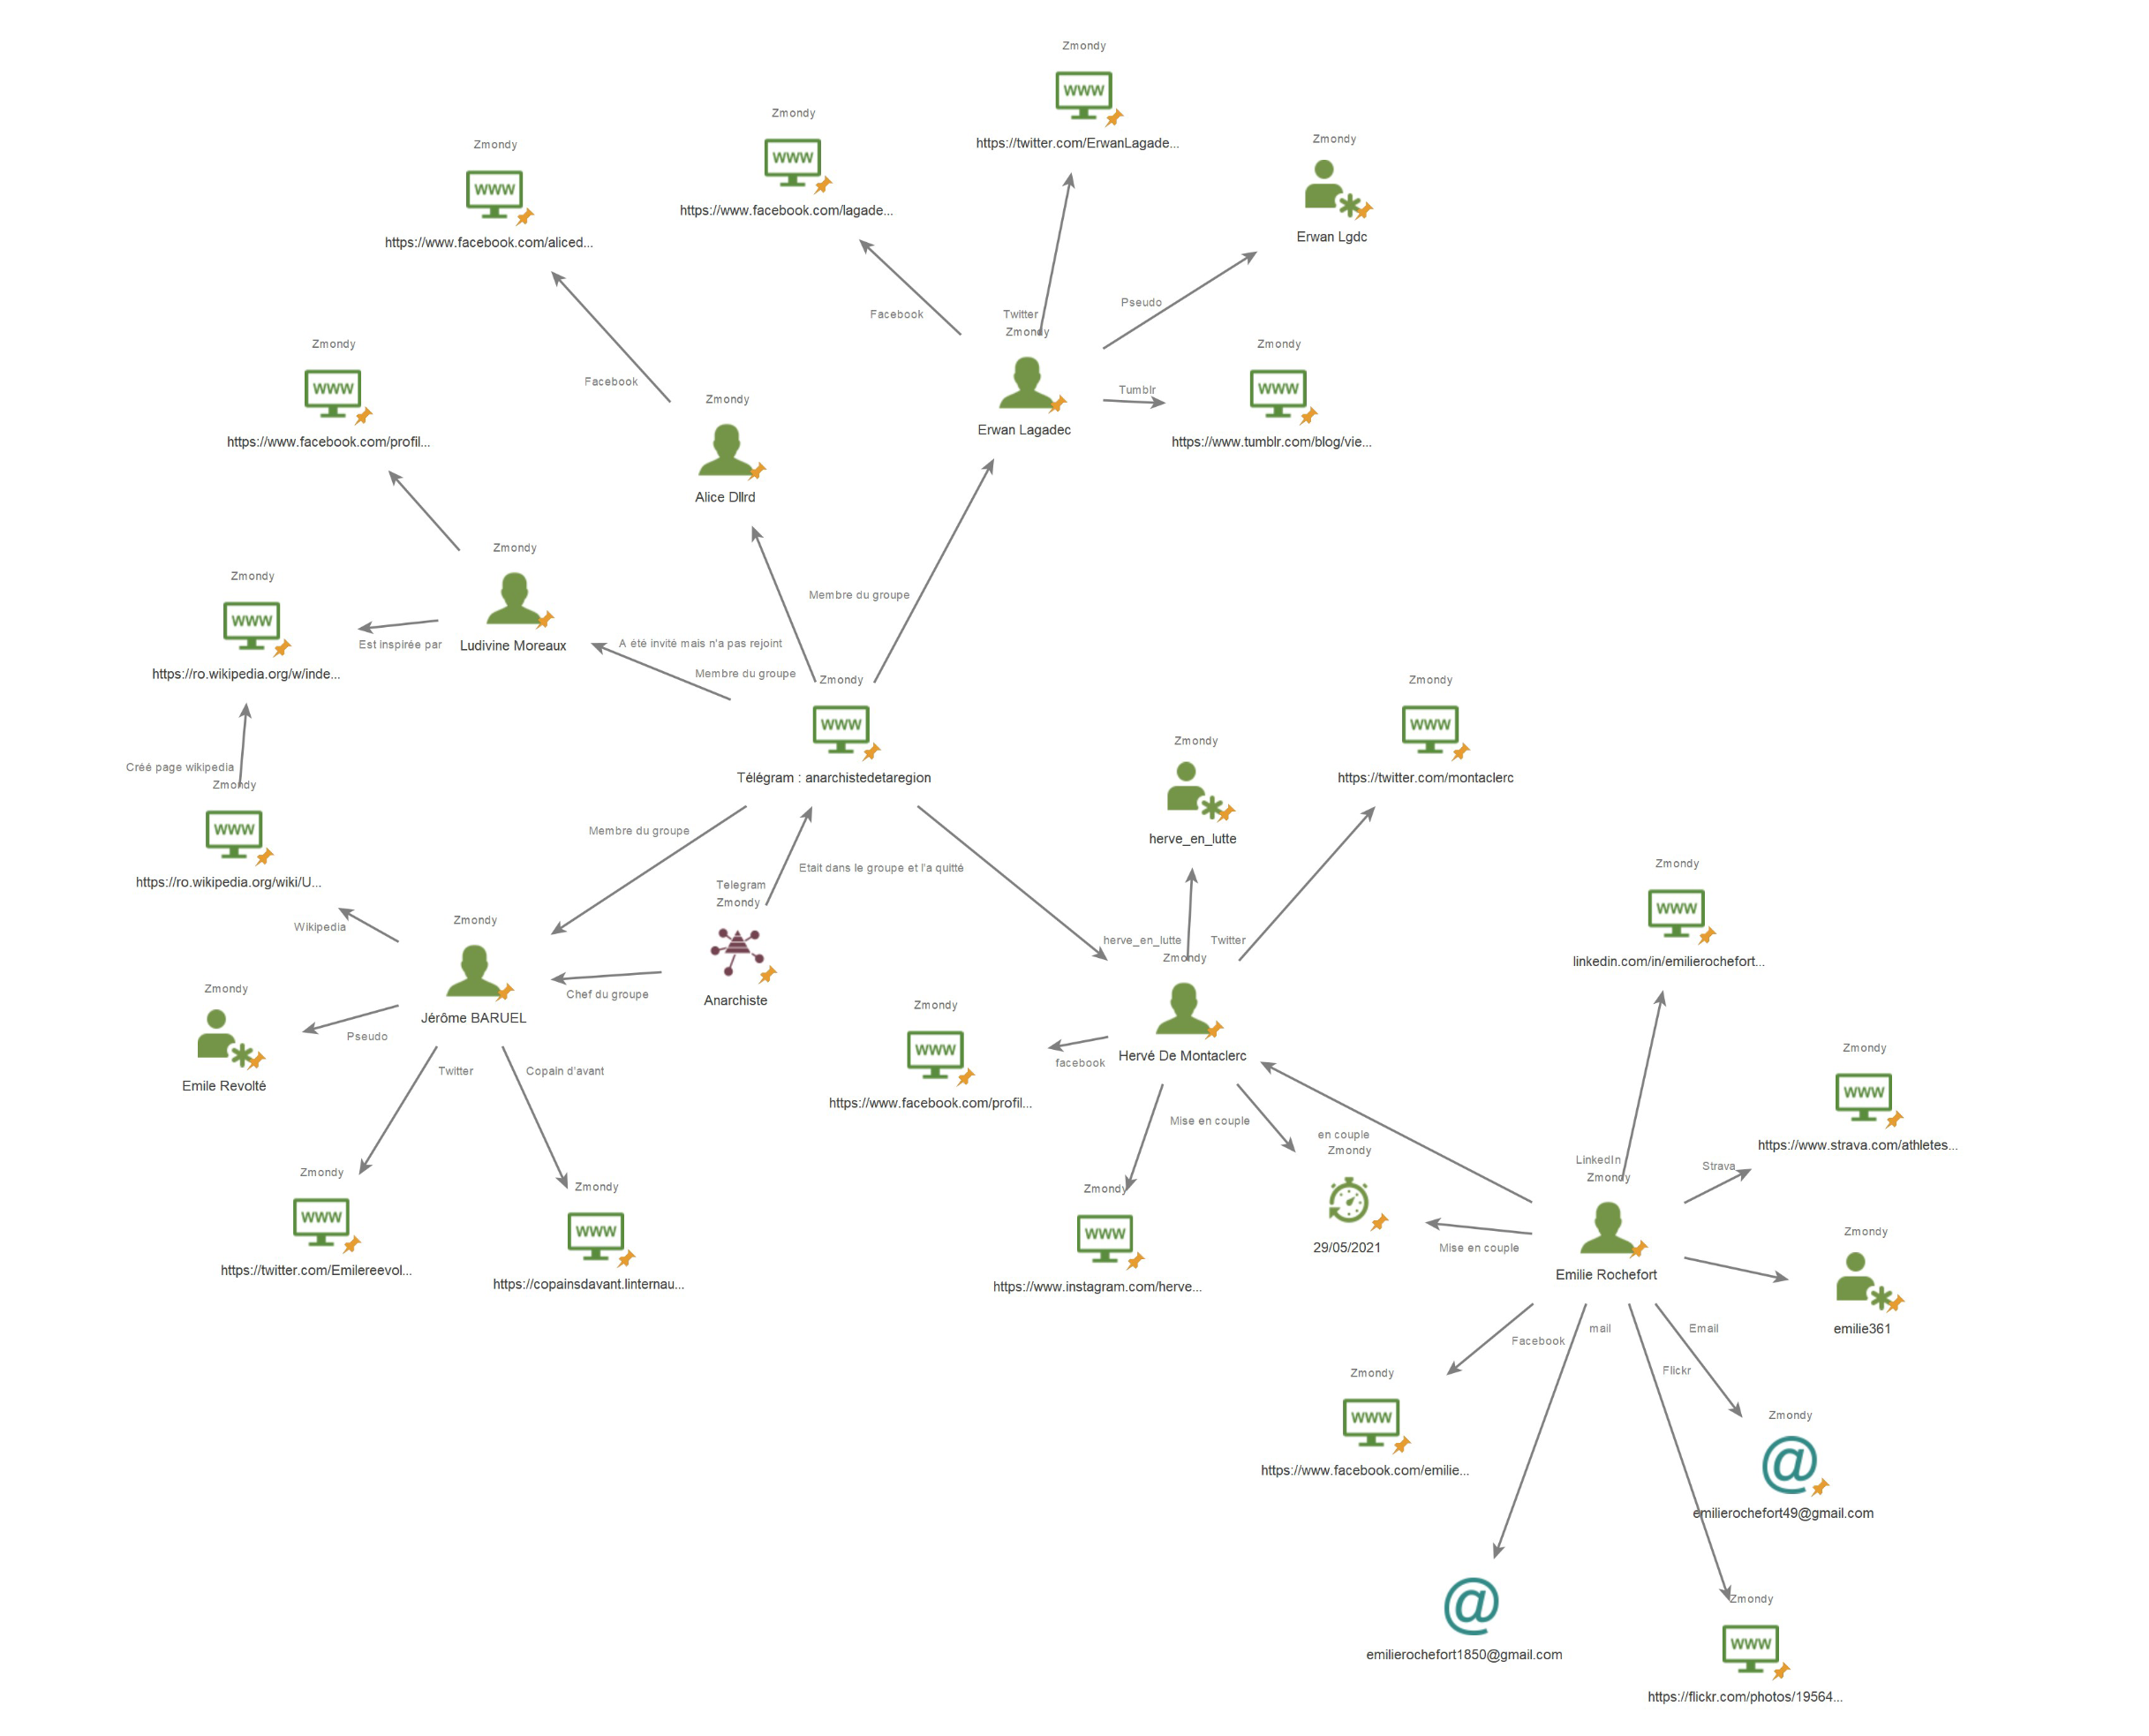 Zmondy
www
https://twitter.com/ErwanLagade...
Zmondy
www
https://www.facebook.com/lagade...
Zmondy
Erwan Lgdc
Zmondy
www
https://www.facebook.com/aliced...
Facebook
Twitter
Zmondy
Pseudo
Erwan Lagadec
Tumblr
Zmondy
www
https://www.tumblr.com/blog/vie...
Zmondy
www
https://www.facebook.com/profil...
Facebook
Zmondy
Alice Dllrd
Zmondy
Ludivine Moreaux
Membre du groupe
Zmondy
www
https://ro.wikipedia.org/w/inde...
Est inspirée par
A été invité mais n'a pas rejoint
Membre du groupe
Zmondy
www
Télégram : anarchistedetaregion
Créé page wikipedia
Zmondy
www
https://ro.wikipedia.org/wiki/U...
Zmondy
herve_en_lutte
Zmondy
www
https://twitter.com/montaclerc
Membre du groupe
Etait dans le groupe et l'a quitté
Telegram
Zmondy
Anarchiste
Wikipedia
Zmondy
Jérôme BARUEL
Chef du groupe
herve_en_lutte
Twitter
Zmondy
Hervé De Montaclerc
Zmondy
www
linkedin.com/in/emilierochefort...
Zmondy
Emile Revolté
Pseudo
Twitter
Copain d'avant
Zmondy
www
https://www.facebook.com/profil...
facebook
Mise en couple
en couple
Zmondy
29/05/2021
Zmondy
www
https://www.strava.com/athletes...
LinkedIn
Zmondy
Strava
Emilie Rochefort
Mise en couple
Zmondy
www
https://twitter.com/Emilereevol...
Zmondy
www
https://copainsdavant.linternau...
Zmondy
www
https://www.instagram.com/herve...
Zmondy
emilie361
Facebook
mail
Email
Flickr
Zmondy
www
https://www.facebook.com/emilie...
Zmondy
@
emilierochefort49@gmail.com
@
emilierochefort1850@gmail.com
Zmondy
www
https://flickr.com/photos/19564...